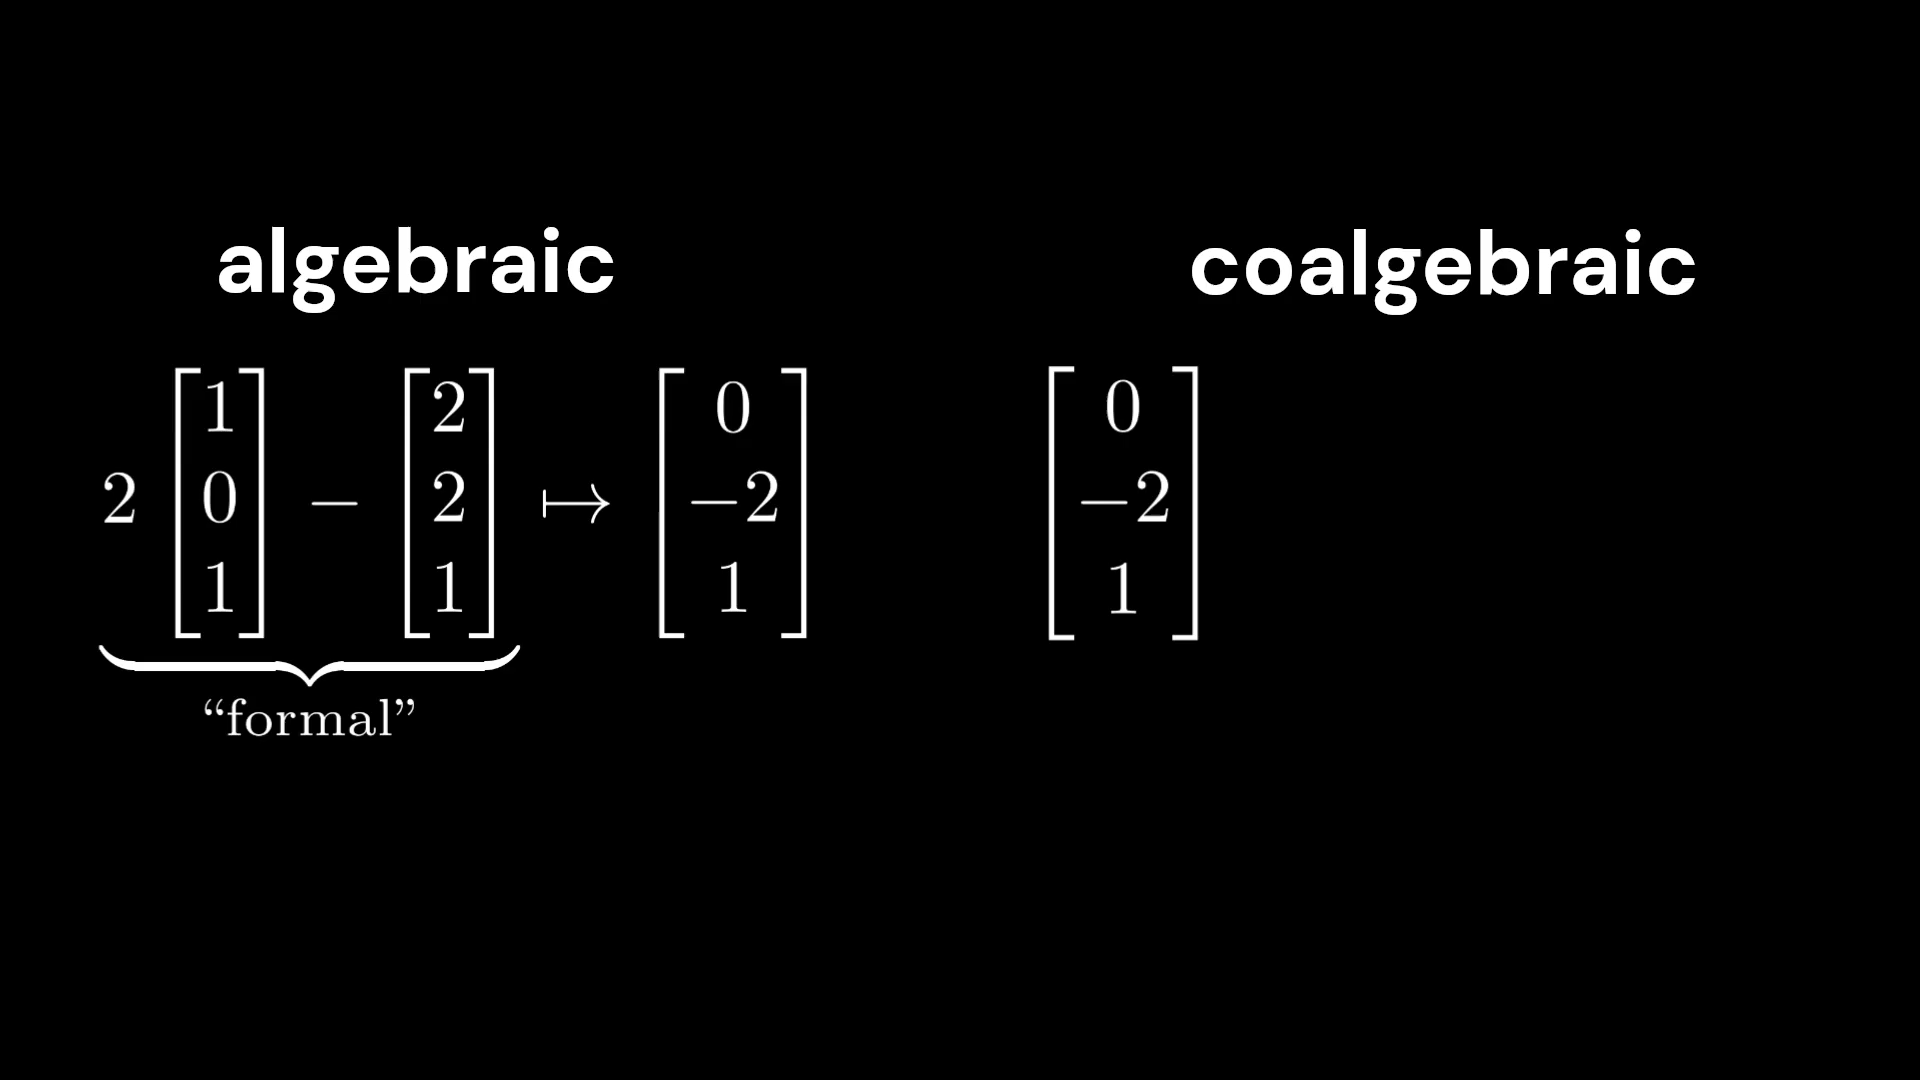 algebraic
coalgebraic
2 [1 0 1] − [2 2 1] ↦ [0 −2 1]
[0 −2 1]
“formal”